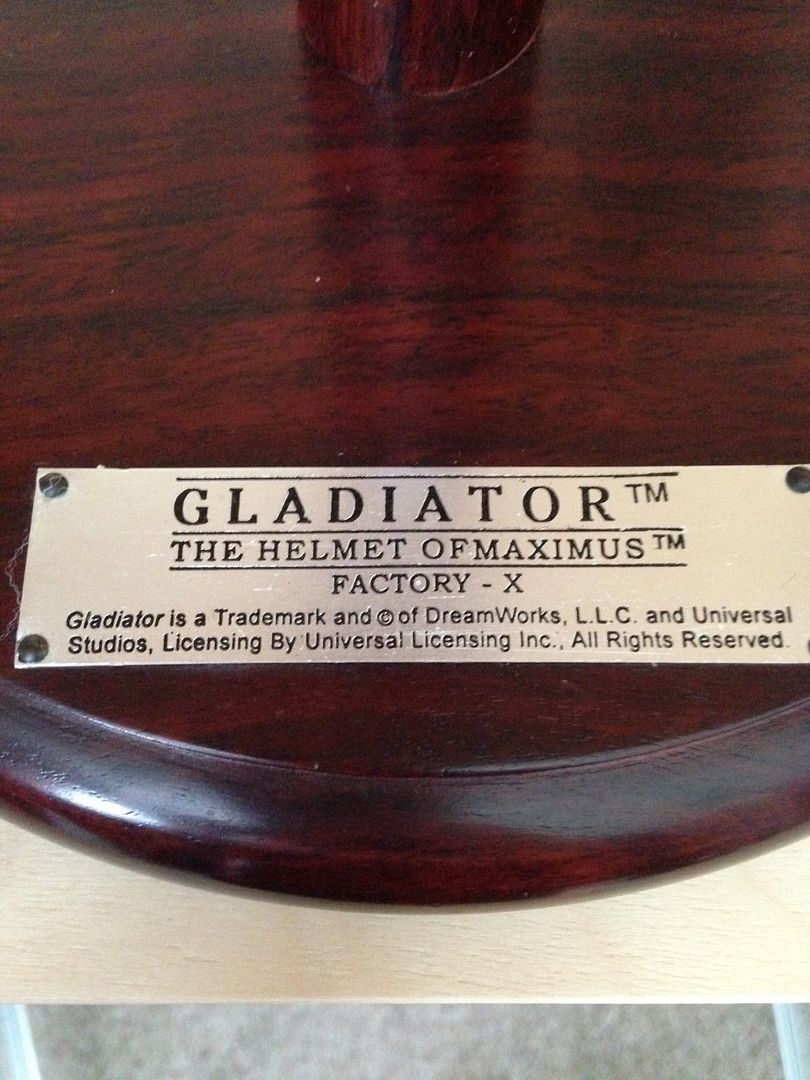 GLADIATOR™
THE HELMET OFMAXIMUS™
FACTORY - X
Gladiator is a Trademark and © of DreamWorks, L.L.C. and Universal
Studios, Licensing By Universal Licensing Inc., All Rights Reserved.